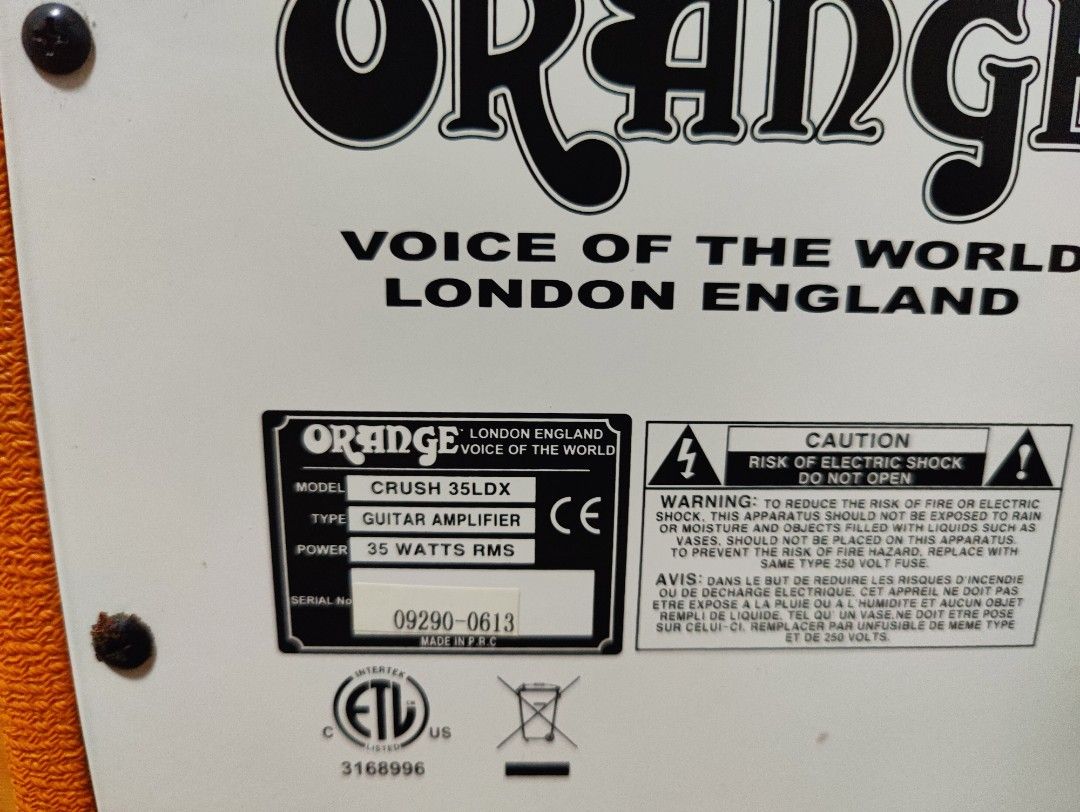 ORANGE
VOICE OF THE WORLD
LONDON ENGLAND
ORANGE LONDON ENGLAND
VOICE OF THE WORLD
MODEL CRUSH 35LDX
TYPE GUITAR AMPLIFIER
POWER 35 WATTS RMS
CE
SERIAL No 09290-0613
MADE IN P.R.C
CAUTION
RISK OF ELECTRIC SHOCK
DO NOT OPEN
!
WARNING: TO REDUCE THE RISK OF FIRE OR ELECTRIC
SHOCK, THIS APPARATUS SHOULD NOT BE EXPOSED TO RAIN
OR MOISTURE AND OBJECTS FILLED WITH LIQUIDS SUCH AS
VASES, SHOULD NOT BE PLACED ON THIS APPARATUS.
TO PREVENT THE RISK OF FIRE HAZARD, REPLACE WITH
SAME TYPE 250 VOLT FUSE.
AVIS: DANS LE BUT DE REDUIRE LES RISQUES D'INCENDIE
OU DE DECHARGE ELECTRIQUE, CET APPREIL NE DOIT PAS
ETRE EXPOSE A LA PLUIE OU A L'HUMIDITE ET AUCUN OBJET
REMPLI DE LIQUIDE, TEL QU'UN VASE,NE DOIT ETRE POSE
SUR CELUI-CI. REMPLACER PAR UNFUSIBLE DE MEME TYPE
ET DE 250 VOLTS.
INTERTEK
C ETL US
LISTED
3168996